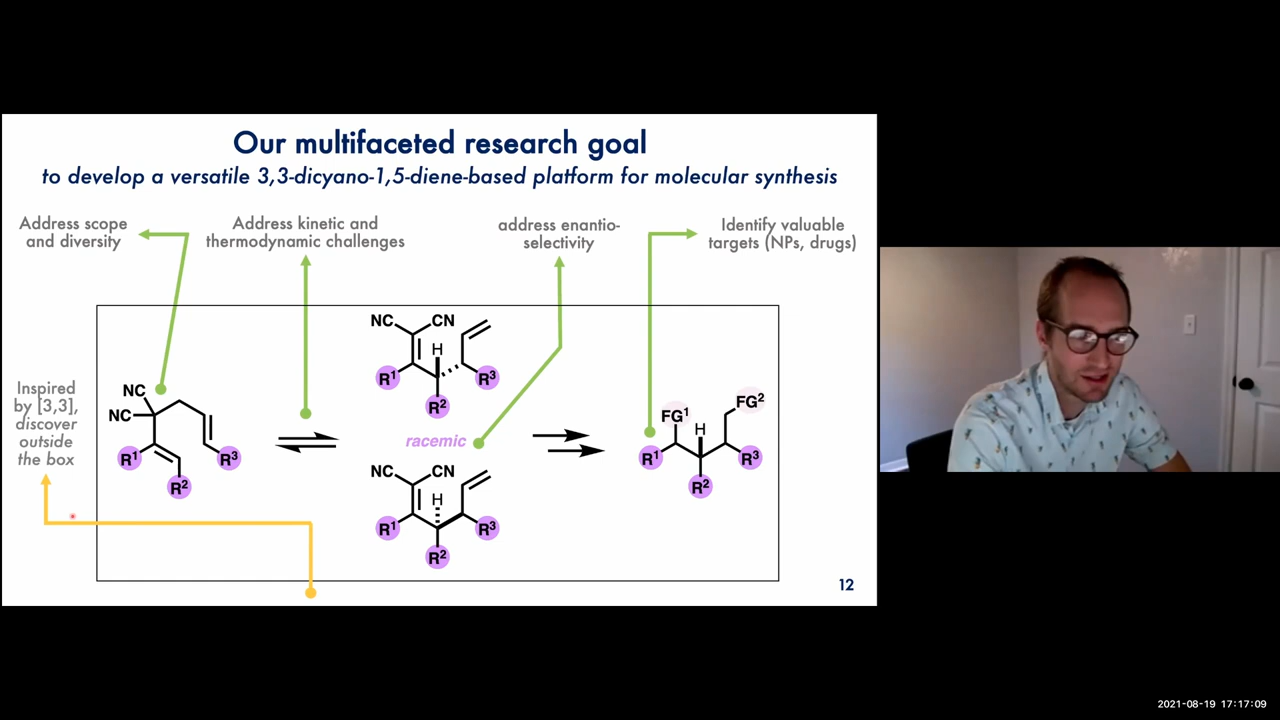 Our multifaceted research goal
to develop a versatile 3,3-dicyano-1,5-diene-based platform for molecular synthesis
Address scope
and diversity
Address kinetic and
thermodynamic challenges
address enantio-
selectivity
Identify valuable
targets (NPs, drugs)
Inspired
by [3,3],
discover
outside
the box
NC
NC
R¹
R²
R³
NC
CN
H
R¹
R³
R²
racemic
NC
CN
H
R¹
R³
R²
FG¹
FG²
H
R¹
R³
R²
12
2021-08-19 17:17:09